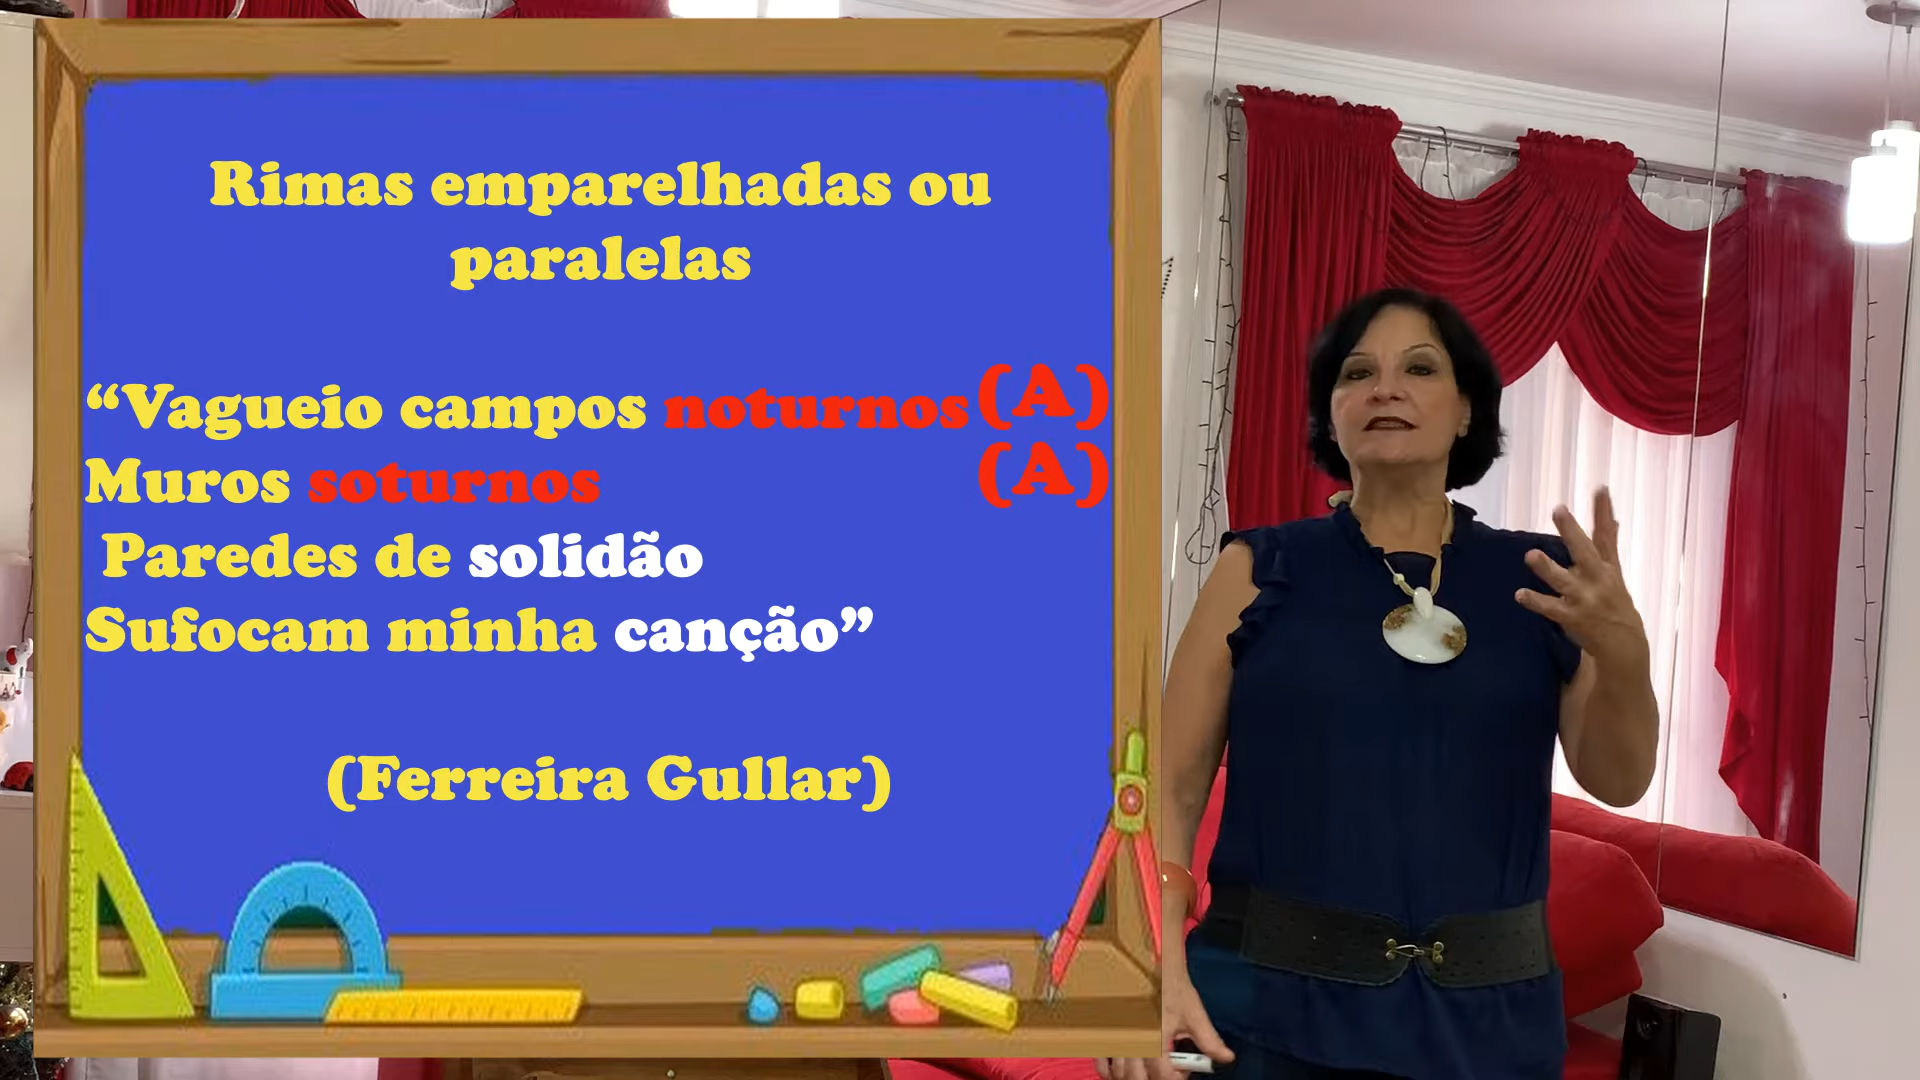 Rimas emparelhadas ou
paralelas
“Vagueio campos noturnos (A)
Muros soturnos (A)
Paredes de solidão
Sufocam minha canção”
(Ferreira Gullar)